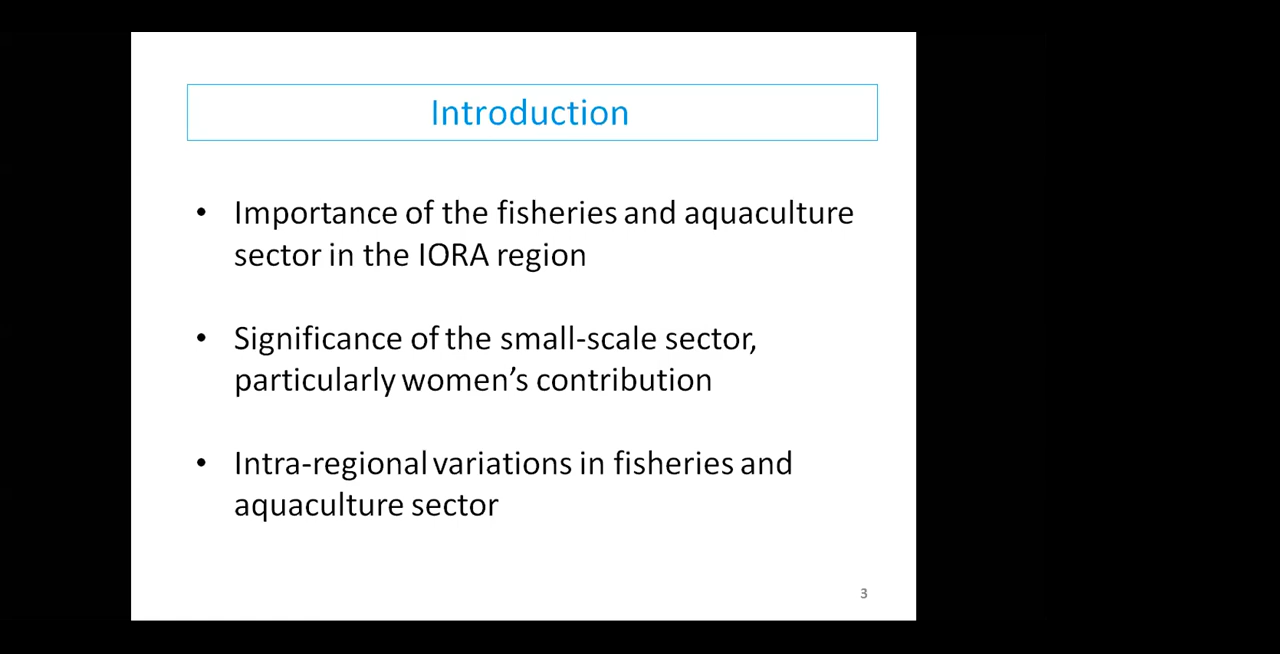 Introduction
• Importance of the fisheries and aquaculture
sector in the IORA region
• Significance of the small-scale sector,
particularly women’s contribution
• Intra-regional variations in fisheries and
aquaculture sector
3